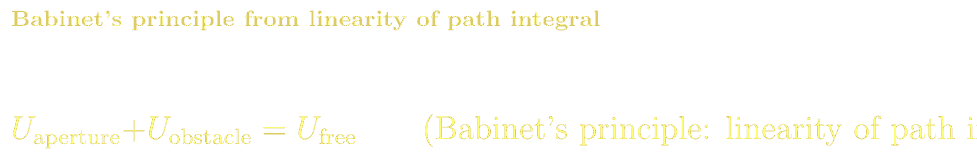 Babinet's principle from linearity of path integral
U_aperture + U_obstacle = U_free (Babinet's principle: linearity of path i